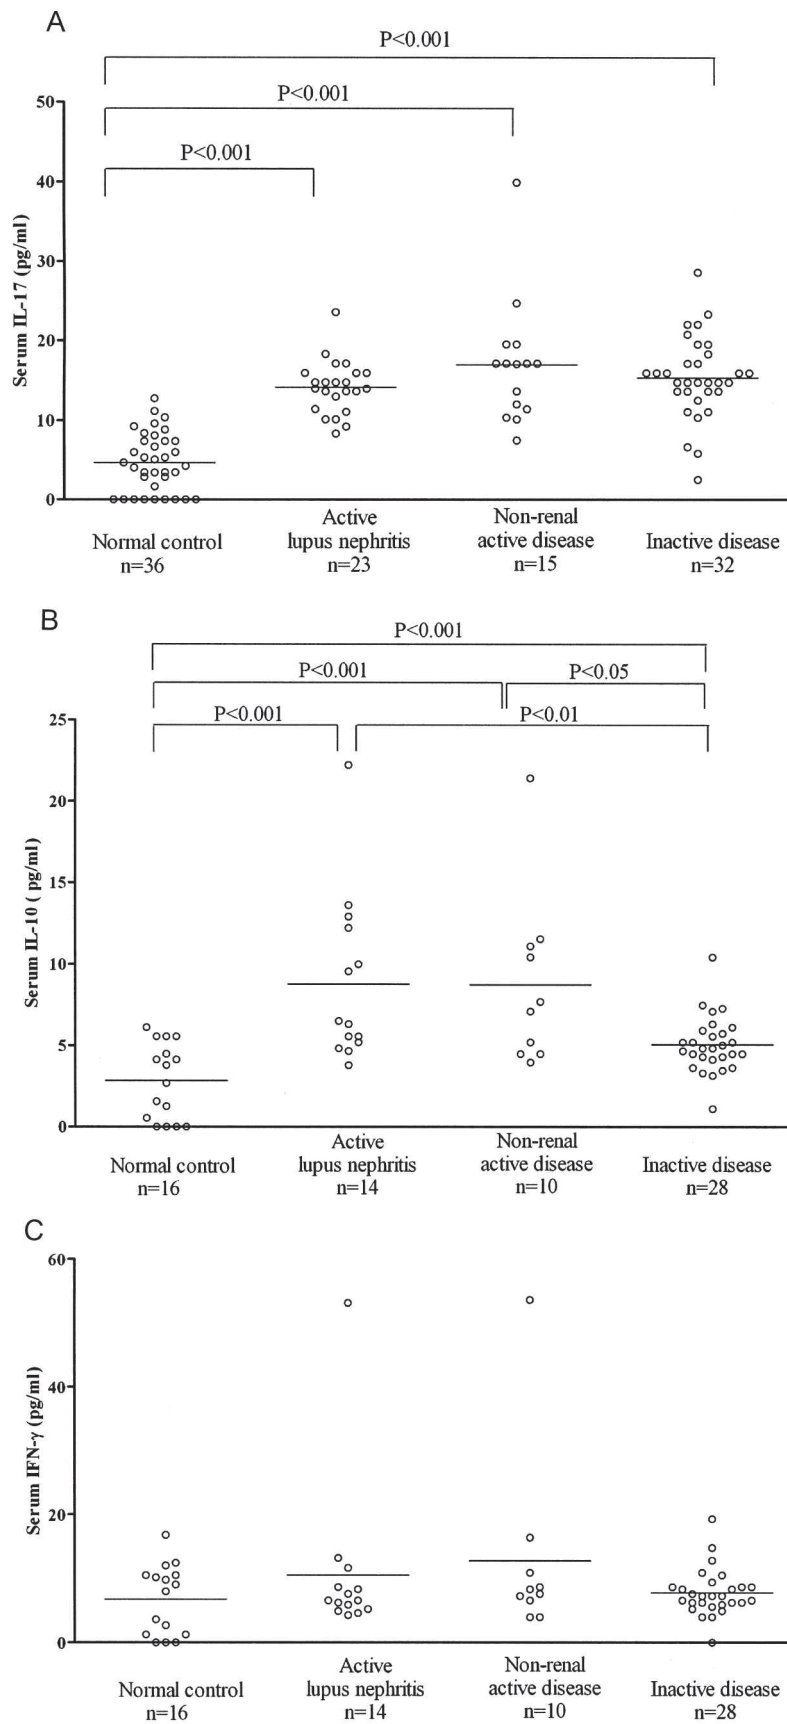 A
P<0.001
P<0.001
P<0.001
50
40
30
20
10
0
Serum IL-17 (pg/ml)
Normal control
n=36
Active
lupus nephritis
n=23
Non-renal
active disease
n=15
Inactive disease
n=32
B
P<0.001
P<0.001
P<0.05
P<0.001
P<0.01
25
20
15
10
5
0
Serum IL-10 ( pg/ml)
Normal control
n=16
Active
lupus nephritis
n=14
Non-renal
active disease
n=10
Inactive disease
n=28
C
60
40
20
0
Serum IFN-γ (pg/ml)
Normal control
n=16
Active
lupus nephritis
n=14
Non-renal
active disease
n=10
Inactive disease
n=28